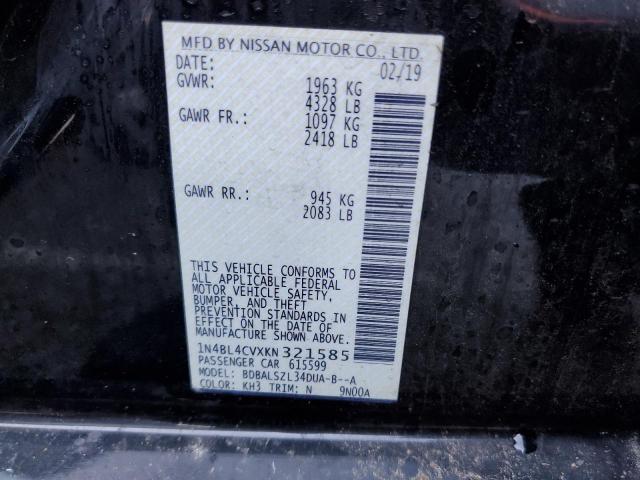 MFD BY NISSAN MOTOR CO., LTD.
DATE: 02/19
GVWR: 1963 KG
4328 LB
GAWR FR.: 1097 KG
2418 LB
GAWR RR.: 945 KG
2083 LB
THIS VEHICLE CONFORMS TO
ALL APPLICABLE FEDERAL
MOTOR VEHICLE SAFETY,
BUMPER, AND THEFT
PREVENTION STANDARDS IN
EFFECT ON THE DATE OF
MANUFACTURE SHOWN ABOVE.
1N4BL4CVXKN321585
PASSENGER CAR 615599
MODEL: BDBALSZL34DUA-B--A
COLOR: KH3 TRIM: N 9N00A